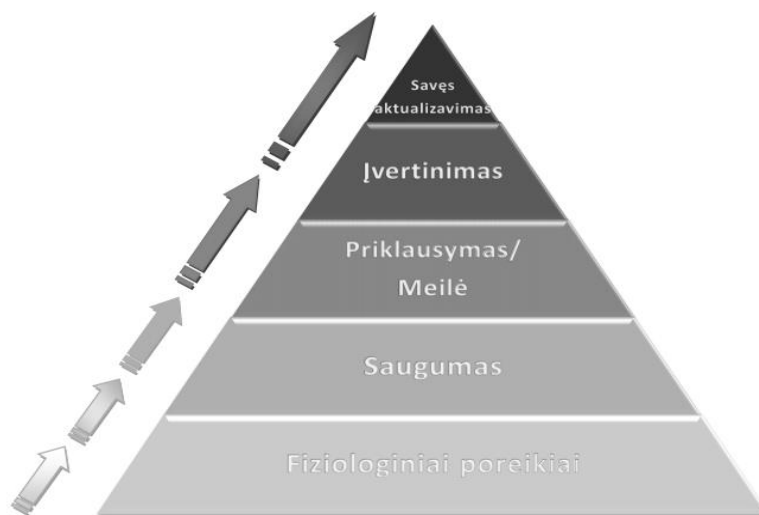 Savęs
aktualizavimas
Įvertinimas
Priklausymas/
Meilė
Saugumas
Fiziologiniai poreikiai